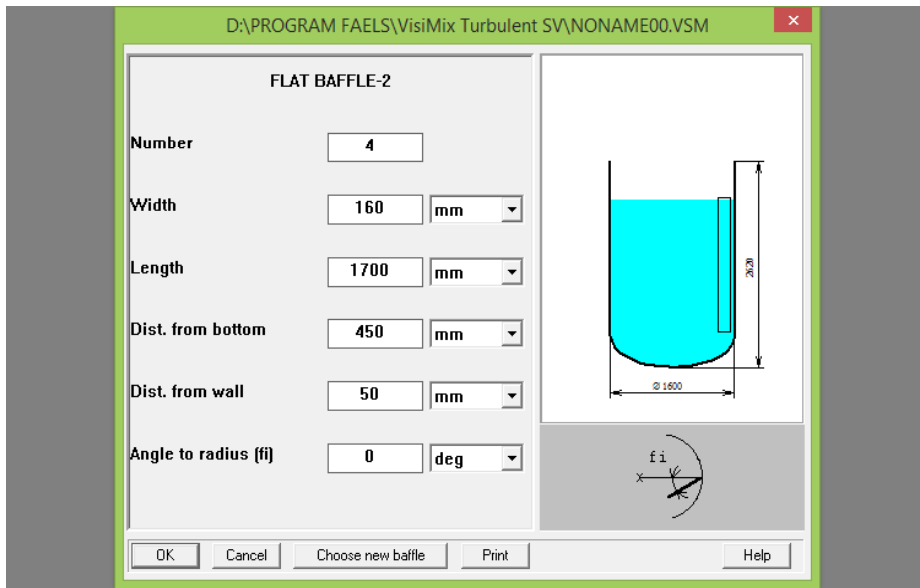 D:\PROGRAM FAELS\VisiMix Turbulent SV\NONAME00.VSM
FLAT BAFFLE-2
Number 4
Width 160 mm
Length 1700 mm
Dist. from bottom 450 mm
Dist. from wall 50 mm
Angle to radius (fi) 0 deg
2620
Ø 1600
fi
OK Cancel Choose new baffle Print Help